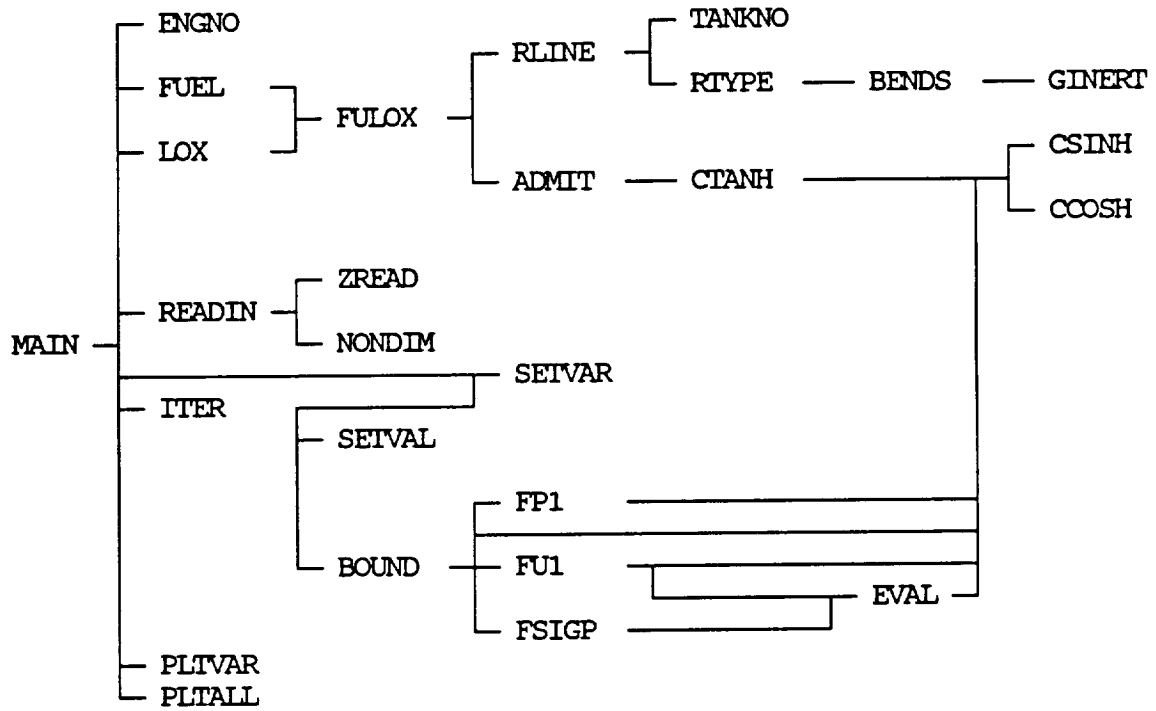 ENGNO
TANKNO
RLINE
FUEL
RTYPE
BENDS
GINERT
FULOX
LOX
CSINH
ADMIT
CTANH
CCOSH
ZREAD
READIN
MAIN
NONDIM
SETVAR
ITER
SETVAL
FP1
BOUND
FU1
EVAL
FSIGP
PLTVAR
PLTALL